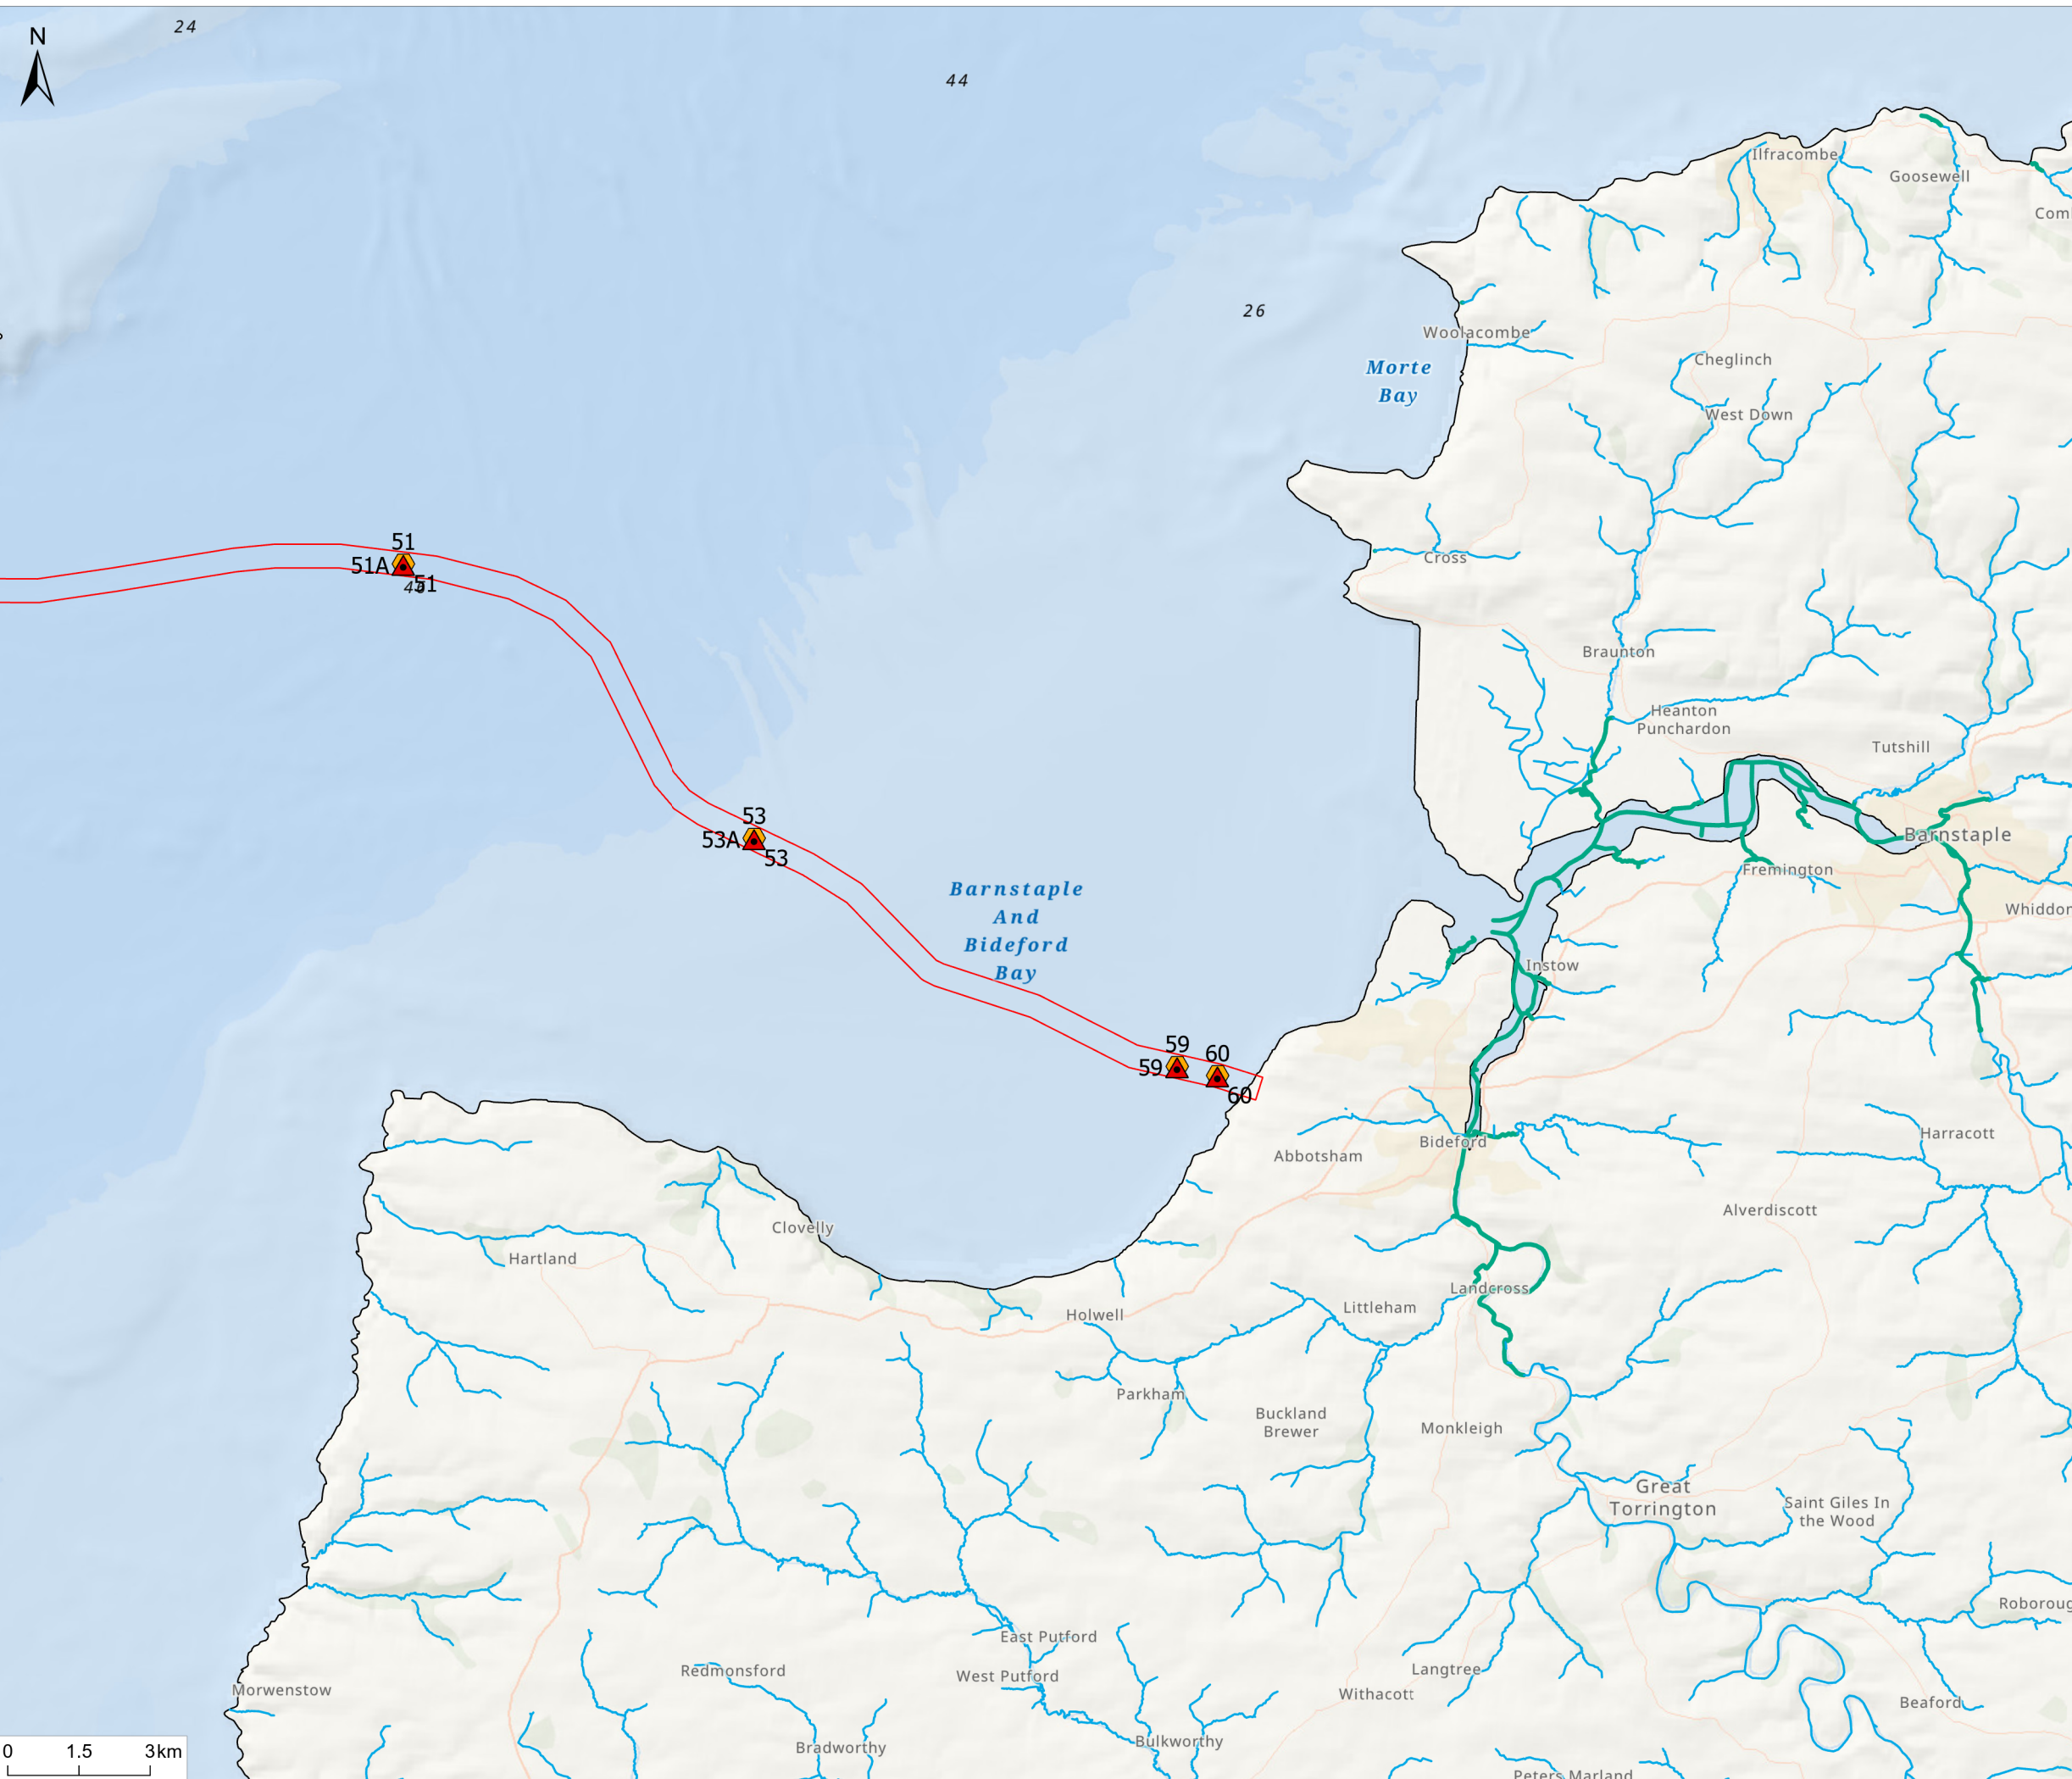 24
N
44
Ilfracombe
Goosewell
Com
26
Woolacombe
Morte
Bay
Cheglinch
West Down
51
51A
51
Cross
Braunton
Heanton
Punchardon
Tutshill
53
53A
53
Barnstaple
Fremington
Barnstaple
And
Bideford
Bay
Whiddon
Instow
59
59
60
60
Bideford
Abbotsham
Harracott
Alverdiscott
Clovelly
Hartland
Landcross
Littleham
Holwell
Parkham
Buckland
Brewer
Monkleigh
Great
Torrington
Saint Giles In
the Wood
Roboroug
East Putford
West Putford
Redmonsford
Langtree
Withacott
Morwenstow
Beaford
Bulkworthy
Bradworthy
0 1.5 3km
Peters Marland